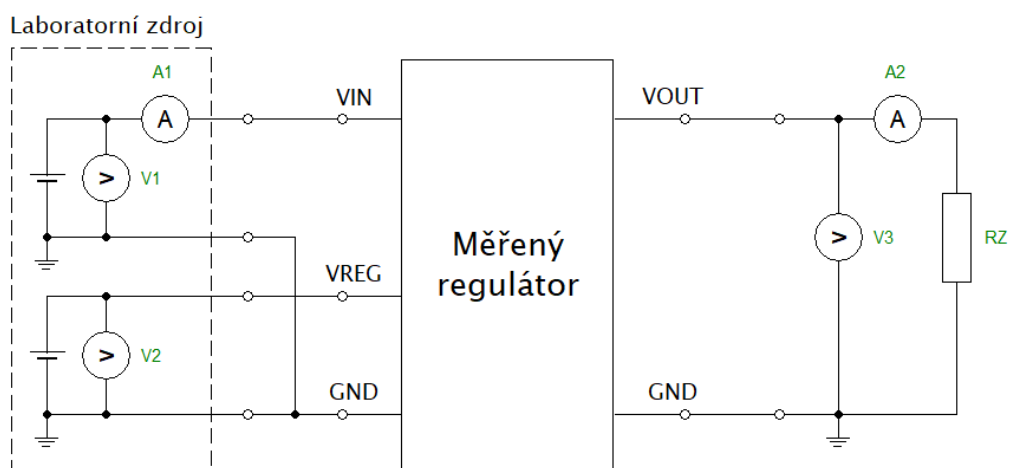 Laboratorní zdroj
A1
A
VIN
V
V1
VREG
V
V2
GND
Měřený
regulátor
VOUT
A2
A
V
V3
RZ
GND